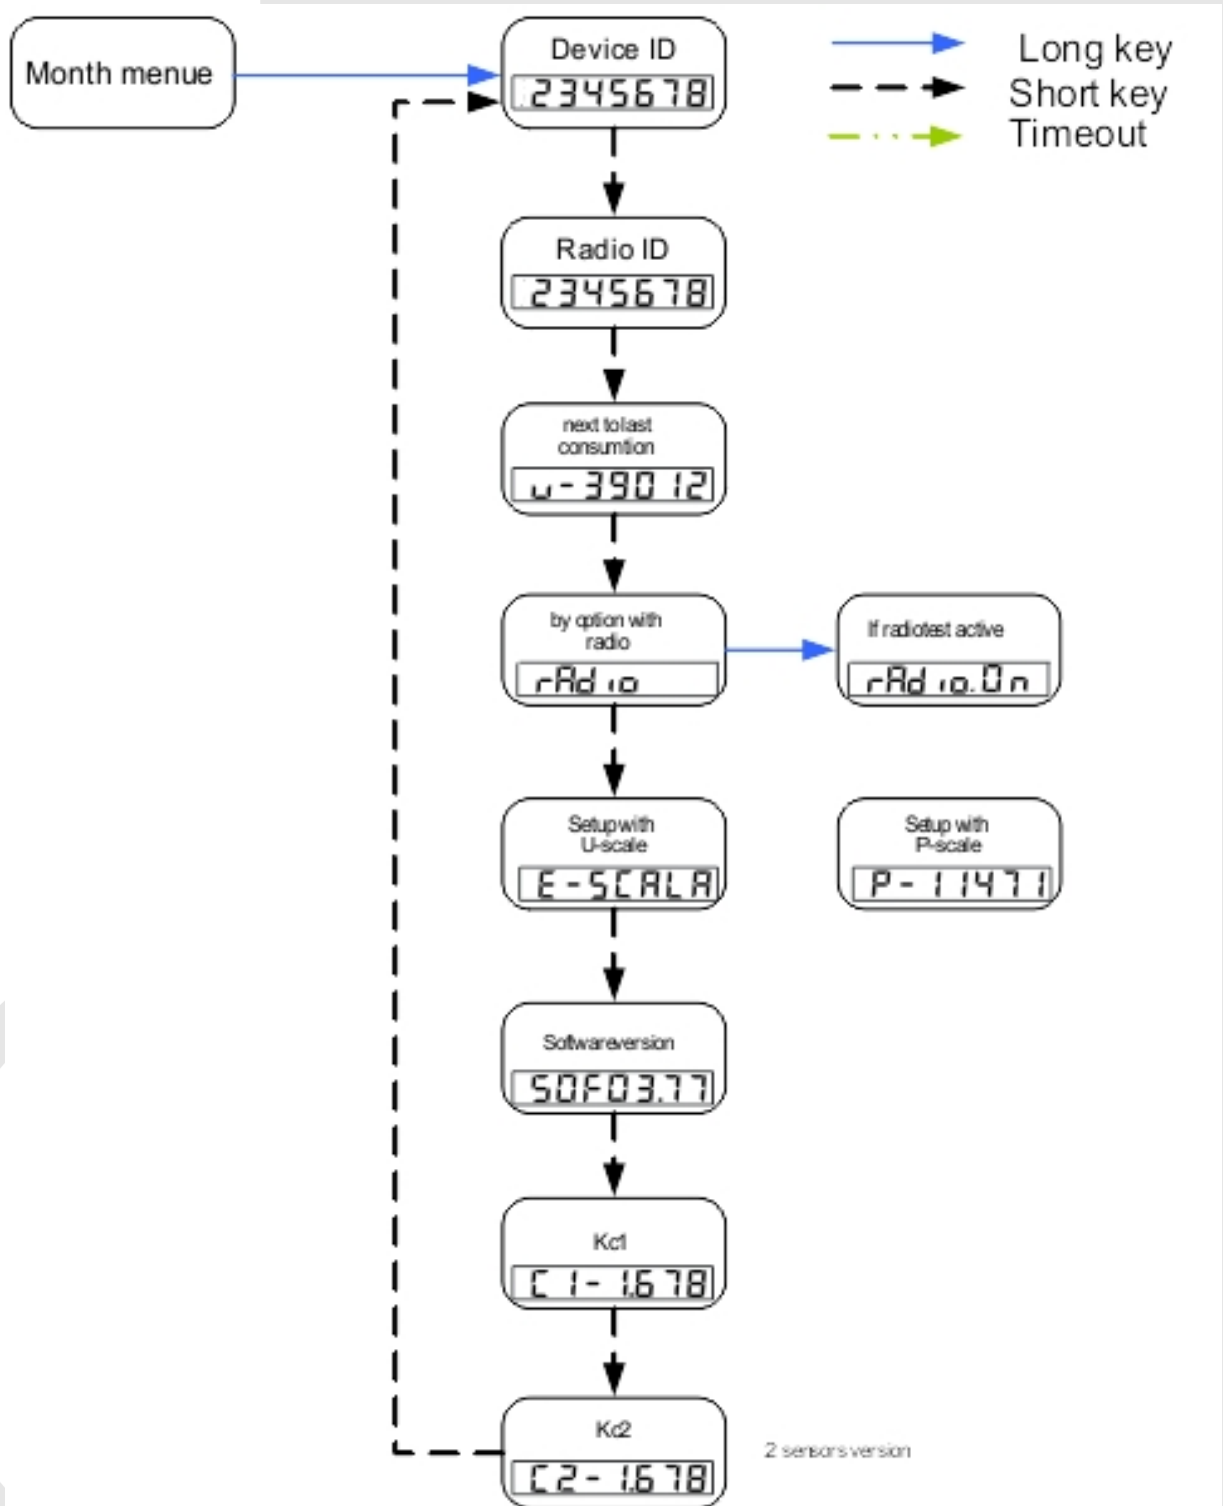 Month menue
Device ID
2345678
Long key
Short key
Timeout
Radio ID
2345678
next to last
consumtion
u-39012
by option with
radio
rAdio
If radiotest active
rAdio.On
Setup with
U-scale
E-SCALA
Setup with
P-scale
P-11471
Softwareversion
SOF03.77
Kc1
C1-1.678
Kc2
C2-1.678
2 sensors version